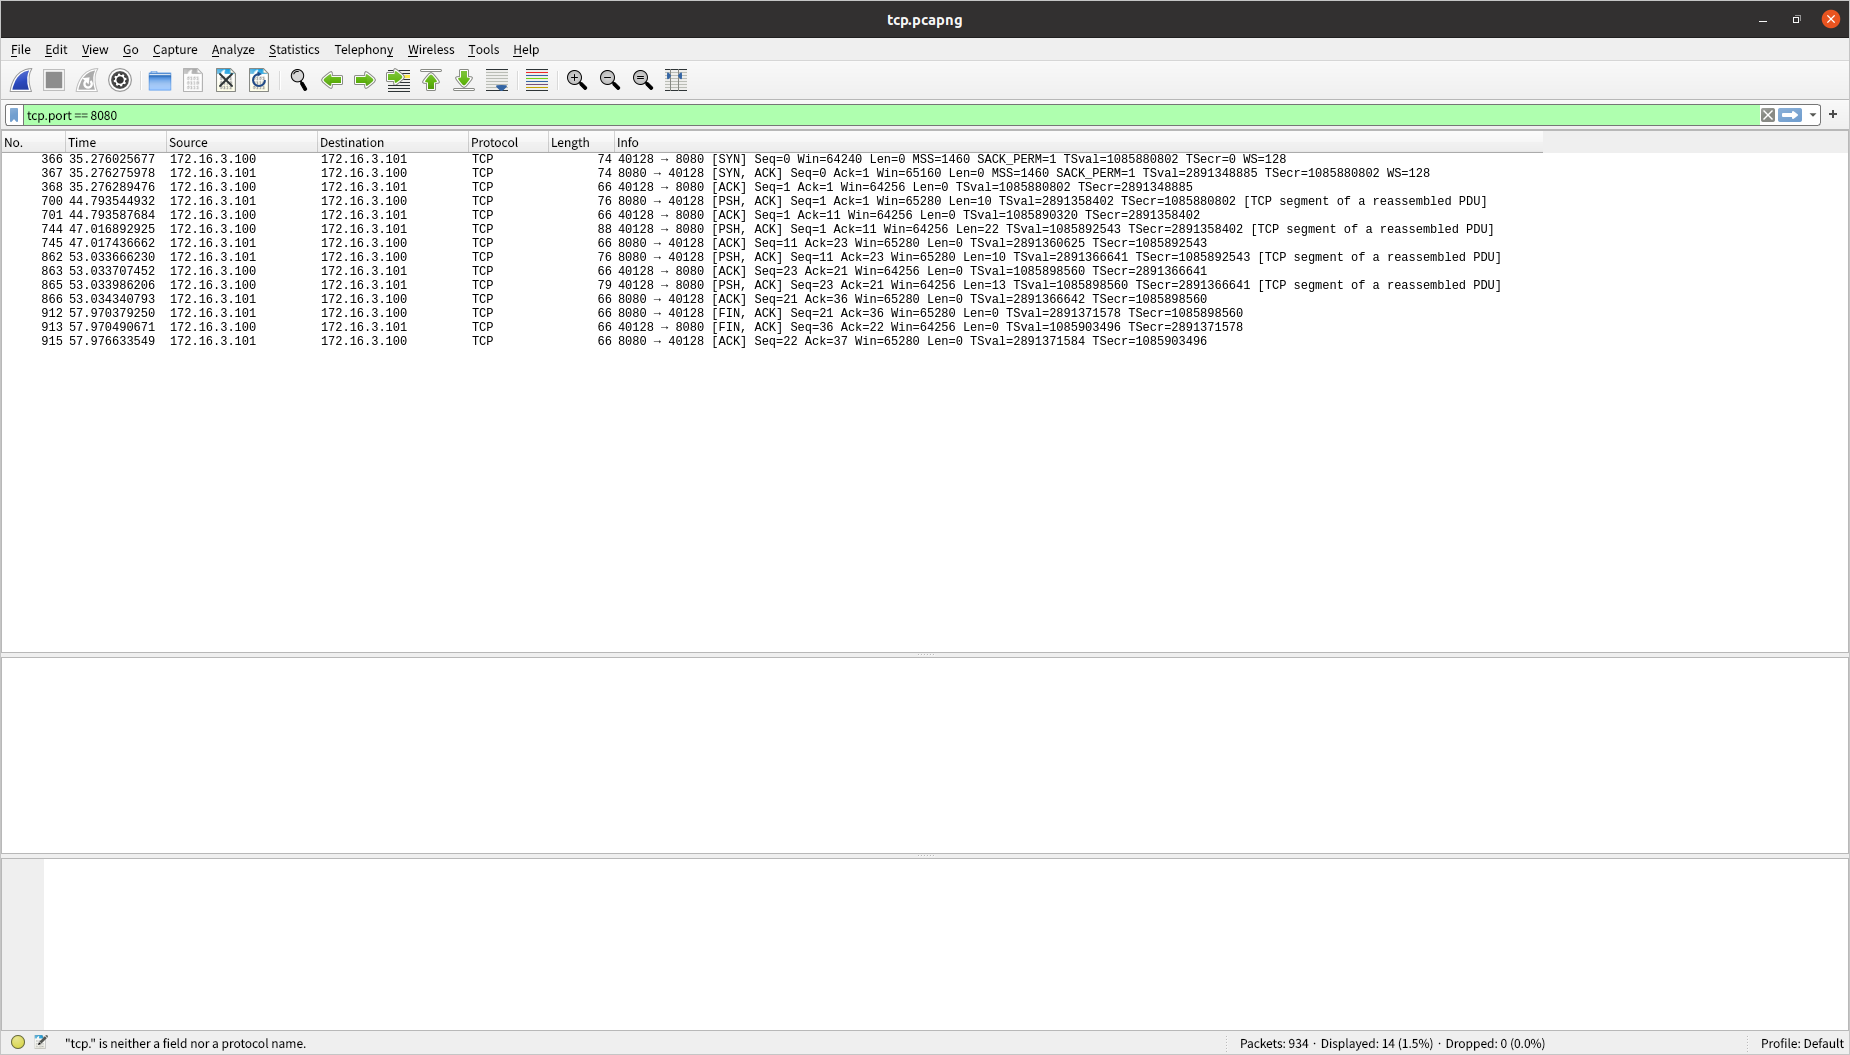 tcp.pcapng
File Edit View Go Capture Analyze Statistics Telephony Wireless Tools Help
tcp.port == 8080
No. Time Source Destination Protocol Length Info
366 35.276025677 172.16.3.100 172.16.3.101 TCP 74 40128 → 8080 [SYN] Seq=0 Win=64240 Len=0 MSS=1460 SACK_PERM=1 TSval=1085880802 TSecr=0 WS=128
367 35.276275978 172.16.3.101 172.16.3.100 TCP 74 8080 → 40128 [SYN, ACK] Seq=0 Ack=1 Win=65160 Len=0 MSS=1460 SACK_PERM=1 TSval=2891348885 TSecr=1085880802 WS=128
368 35.276289476 172.16.3.100 172.16.3.101 TCP 66 40128 → 8080 [ACK] Seq=1 Ack=1 Win=64256 Len=0 TSval=1085880802 TSecr=2891348885
700 44.793544932 172.16.3.101 172.16.3.100 TCP 76 8080 → 40128 [PSH, ACK] Seq=1 Ack=1 Win=65280 Len=10 TSval=2891358402 TSecr=1085880802 [TCP segment of a reassembled PDU]
701 44.793587684 172.16.3.100 172.16.3.101 TCP 66 40128 → 8080 [ACK] Seq=1 Ack=11 Win=64256 Len=0 TSval=1085890320 TSecr=2891358402
744 47.016892925 172.16.3.100 172.16.3.101 TCP 88 40128 → 8080 [PSH, ACK] Seq=1 Ack=11 Win=64256 Len=22 TSval=1085892543 TSecr=2891358402 [TCP segment of a reassembled PDU]
745 47.017436662 172.16.3.101 172.16.3.100 TCP 66 8080 → 40128 [ACK] Seq=11 Ack=23 Win=65280 Len=0 TSval=2891360625 TSecr=1085892543
862 53.033666230 172.16.3.101 172.16.3.100 TCP 76 8080 → 40128 [PSH, ACK] Seq=11 Ack=23 Win=65280 Len=10 TSval=2891366641 TSecr=1085892543 [TCP segment of a reassembled PDU]
863 53.033707452 172.16.3.100 172.16.3.101 TCP 66 40128 → 8080 [ACK] Seq=23 Ack=21 Win=64256 Len=0 TSval=1085898560 TSecr=2891366641
865 53.033986206 172.16.3.100 172.16.3.101 TCP 79 40128 → 8080 [PSH, ACK] Seq=23 Ack=21 Win=64256 Len=13 TSval=1085898560 TSecr=2891366641 [TCP segment of a reassembled PDU]
866 53.034340793 172.16.3.101 172.16.3.100 TCP 66 8080 → 40128 [ACK] Seq=21 Ack=36 Win=65280 Len=0 TSval=2891366642 TSecr=1085898560
912 57.970379250 172.16.3.101 172.16.3.100 TCP 66 8080 → 40128 [FIN, ACK] Seq=21 Ack=36 Win=65280 Len=0 TSval=2891371578 TSecr=1085898560
913 57.970490671 172.16.3.100 172.16.3.101 TCP 66 40128 → 8080 [FIN, ACK] Seq=36 Ack=22 Win=64256 Len=0 TSval=1085903496 TSecr=2891371578
915 57.976633549 172.16.3.101 172.16.3.100 TCP 66 8080 → 40128 [ACK] Seq=22 Ack=37 Win=65280 Len=0 TSval=2891371584 TSecr=1085903496
"tcp." is neither a field nor a protocol name. Packets: 934 · Displayed: 14 (1.5%) · Dropped: 0 (0.0%) Profile: Default